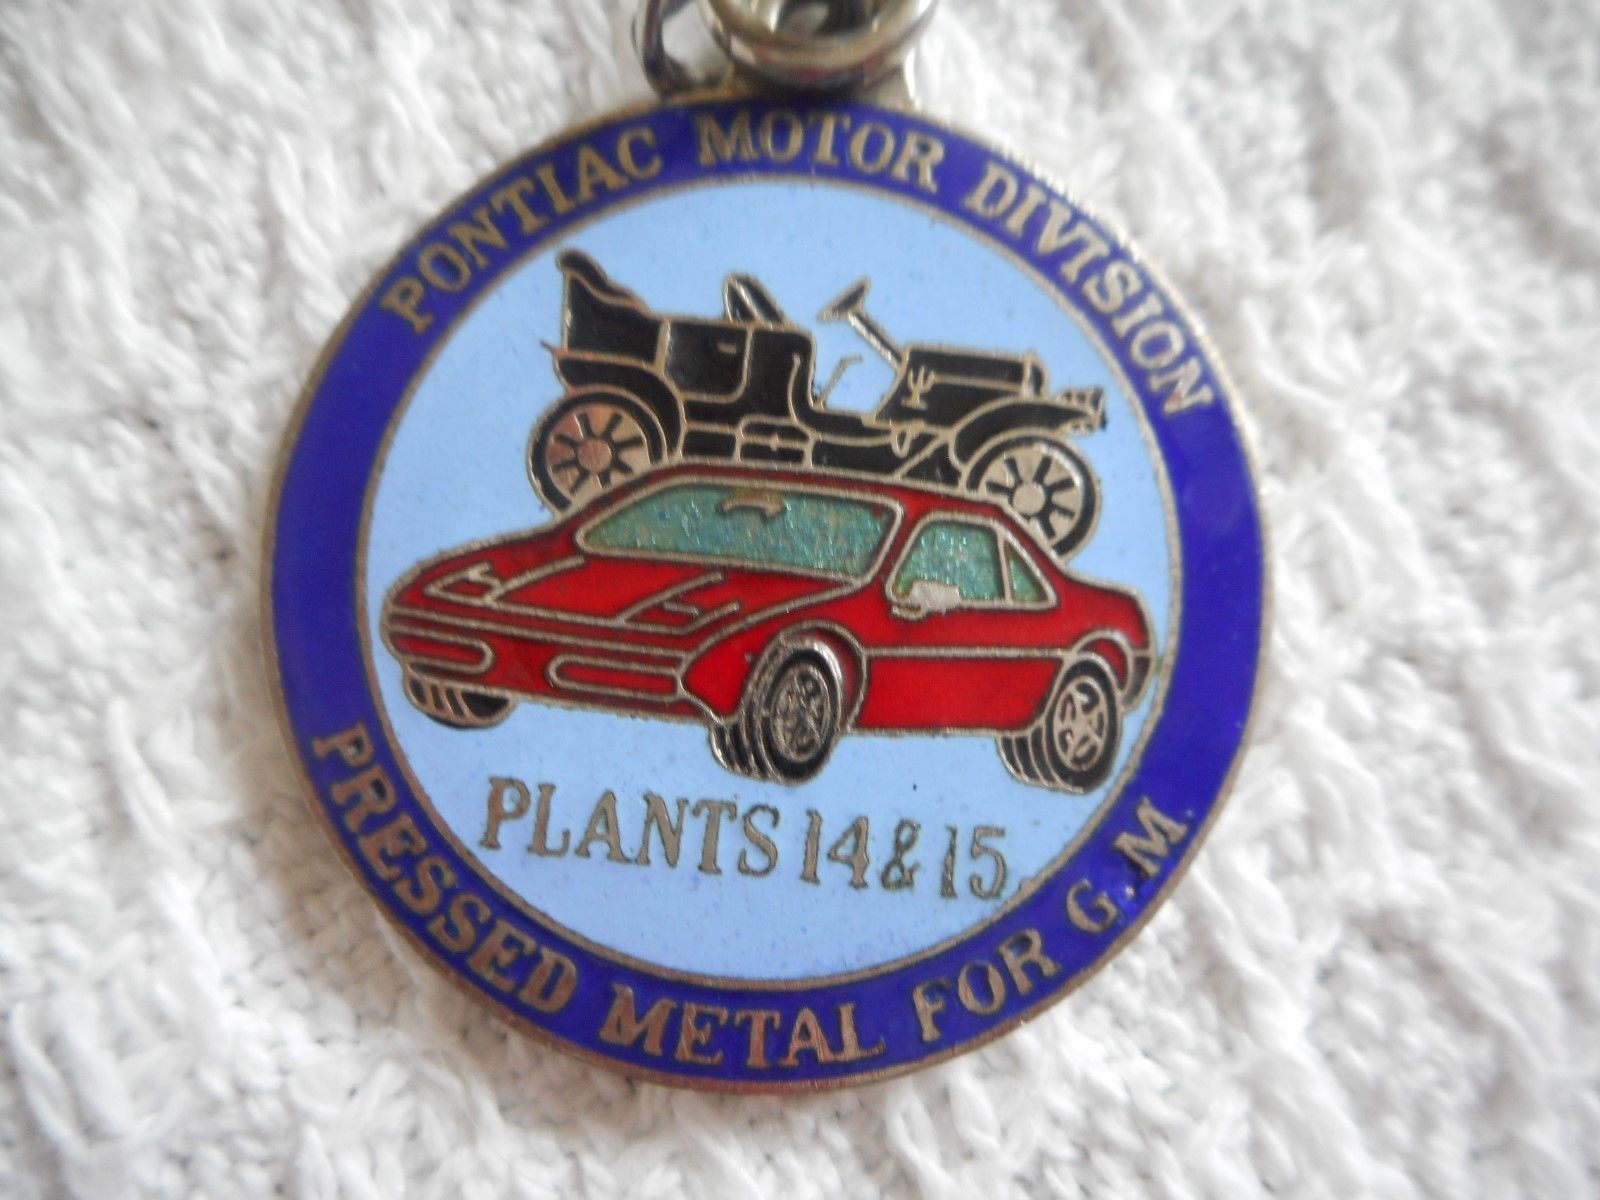 PONTIAC MOTOR DIVISION
PLANTS 14 & 15.
PRESSED METAL FOR G.M.